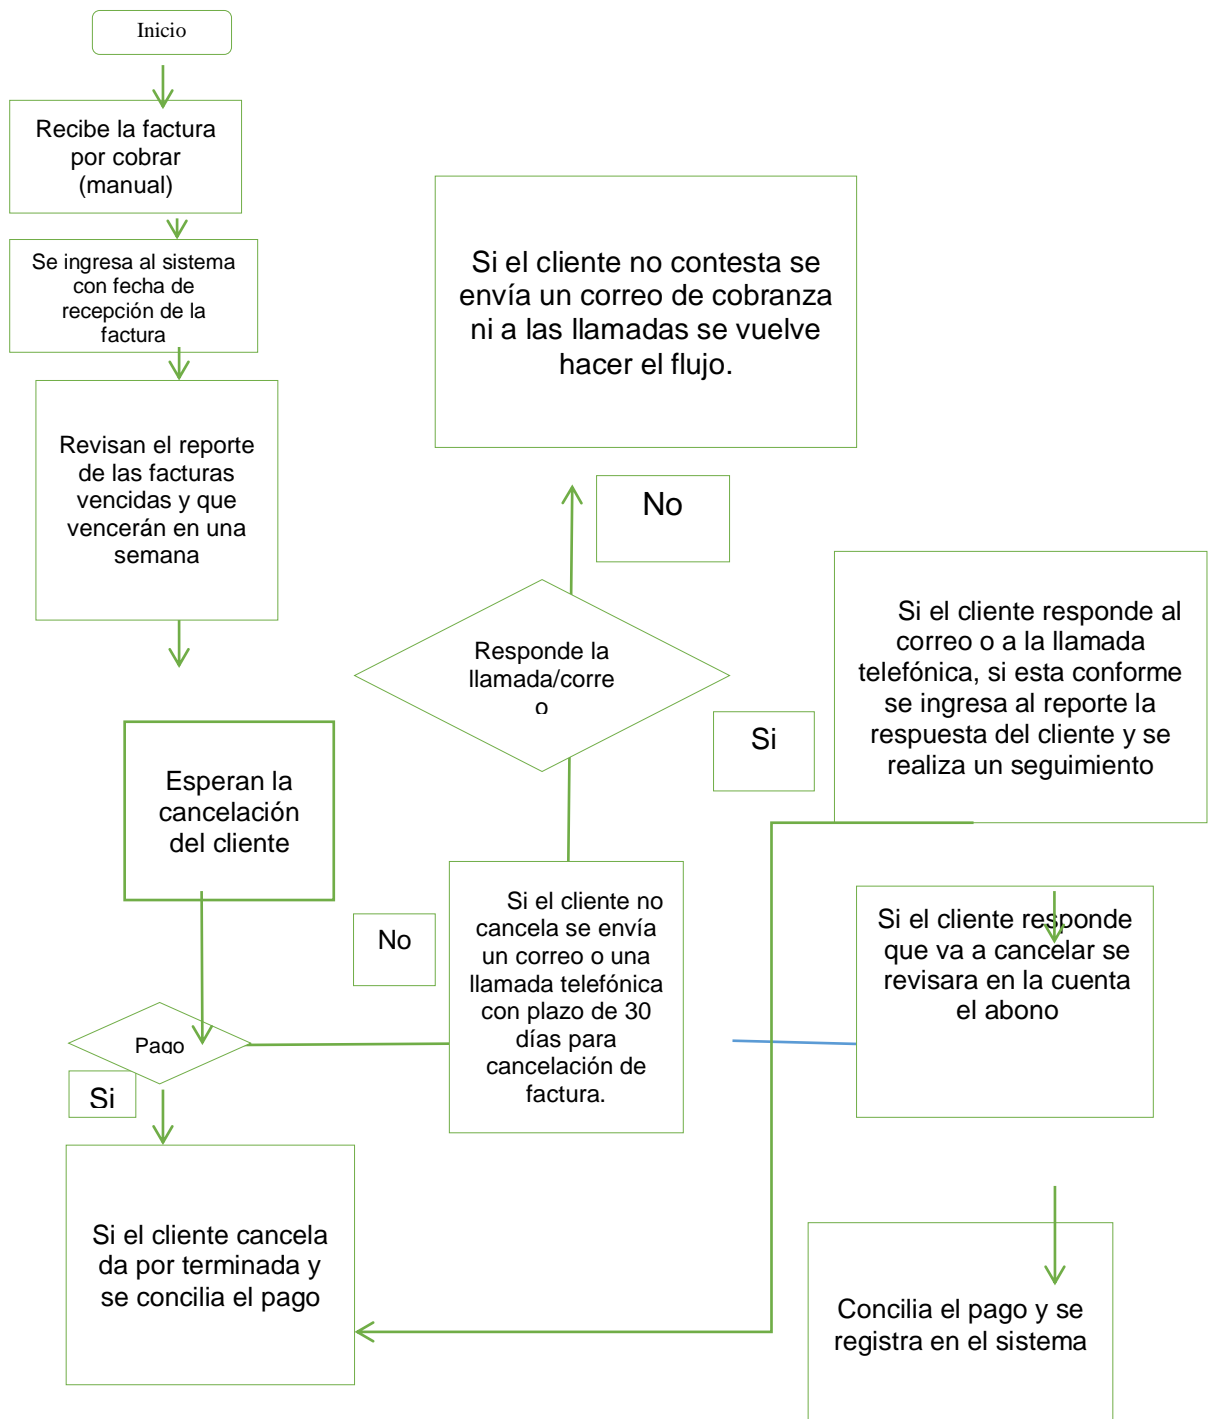 Inicio
Recibe la factura
por cobrar
(manual)
Se ingresa al sistema
con fecha de
recepción de la
factura
Revisan el reporte
de las facturas
vencidas y que
vencerán en una
semana
Esperan la
cancelación
del cliente
Pago
Si
Si el cliente cancela
da por terminada y
se concilia el pago
No
Si el cliente no
cancela se envía
un correo o una
llamada telefónica
con plazo de 30
días para
cancelación de
factura.
Responde la
llamada/corre
o
No
Si el cliente no contesta se
envía un correo de cobranza
ni a las llamadas se vuelve
hacer el flujo.
Si
Si el cliente responde al
correo o a la llamada
telefónica, si esta conforme
se ingresa al reporte la
respuesta del cliente y se
realiza un seguimiento
Si el cliente responde
que va a cancelar se
revisara en la cuenta
el abono
Concilia el pago y se
registra en el sistema